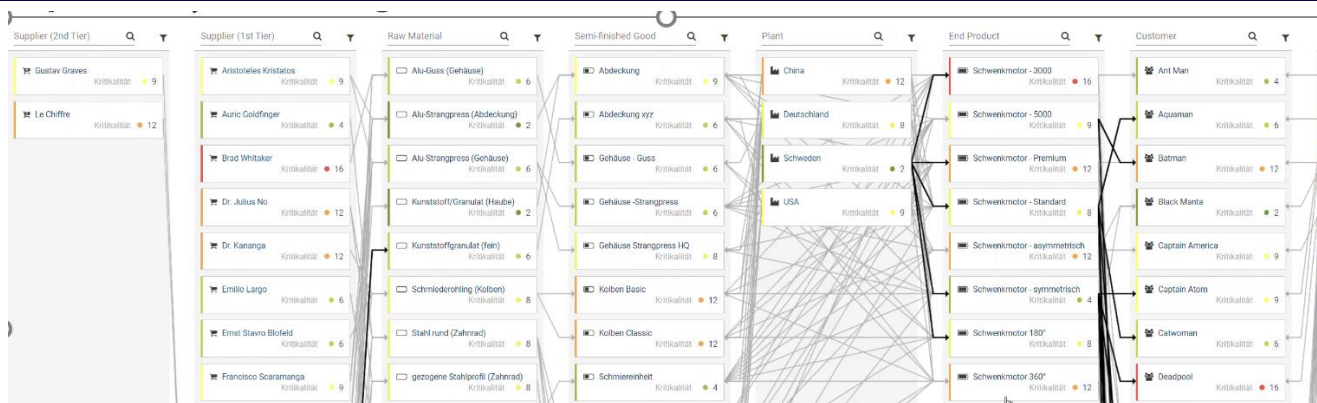 Supplier (2nd Tier)
Gustav Graves
Kritikalität 9
Le Chiffre
Kritikalität 12
Supplier (1st Tier)
Aristoteles Kristatos
Kritikalität 9
Auric Goldfinger
Kritikalität 4
Brad Whitaker
Kritikalität 16
Dr. Julius No
Kritikalität 12
Dr. Kananga
Kritikalität 12
Emilio Largo
Kritikalität 6
Ernst Stavro Blofeld
Kritikalität 6
Francisco Scaramanga
Kritikalität 9
Raw Material
Alu-Guss (Gehäuse)
Kritikalität 6
Alu-Strangpress (Abdeckung)
Kritikalität 2
Alu-Strangpress (Gehäuse)
Kritikalität 6
Kunststoff/Granulat (Haube)
Kritikalität 2
Kunststoffgranulat (fein)
Kritikalität 6
Schmiederohling (Kolben)
Kritikalität 8
Stahl rund (Zahnrad)
Kritikalität 8
gezogene Stahlprofil (Zahnrad)
Kritikalität 8
Semi-finished Good
Abdeckung
Kritikalität 9
Abdeckung xyz
Kritikalität 6
Gehäuse - Guss
Kritikalität 6
Gehäuse -Strangpress
Kritikalität 6
Gehäuse Strangpress HQ
Kritikalität 8
Kolben Basic
Kritikalität 12
Kolben Classic
Kritikalität 12
Schmiereinheit
Kritikalität 4
Plant
China
Kritikalität 12
Deutschland
Kritikalität 8
Schweden
Kritikalität 2
USA
Kritikalität 9
End Product
Schwenkmotor - 3000
Kritikalität 16
Schwenkmotor - 5000
Kritikalität 9
Schwenkmotor - Premium
Kritikalität 12
Schwenkmotor - Standard
Kritikalität 8
Schwenkmotor - asymmetrisch
Kritikalität 12
Schwenkmotor - symmetrisch
Kritikalität 4
Schwenkmotor 180°
Kritikalität 8
Schwenkmotor 360°
Kritikalität 12
Customer
Ant Man
Kritikalität 4
Aquaman
Kritikalität 6
Batman
Kritikalität 12
Black Manta
Kritikalität 2
Captain America
Kritikalität 9
Captain Atom
Kritikalität 9
Catwoman
Kritikalität 6
Deadpool
Kritikalität 16